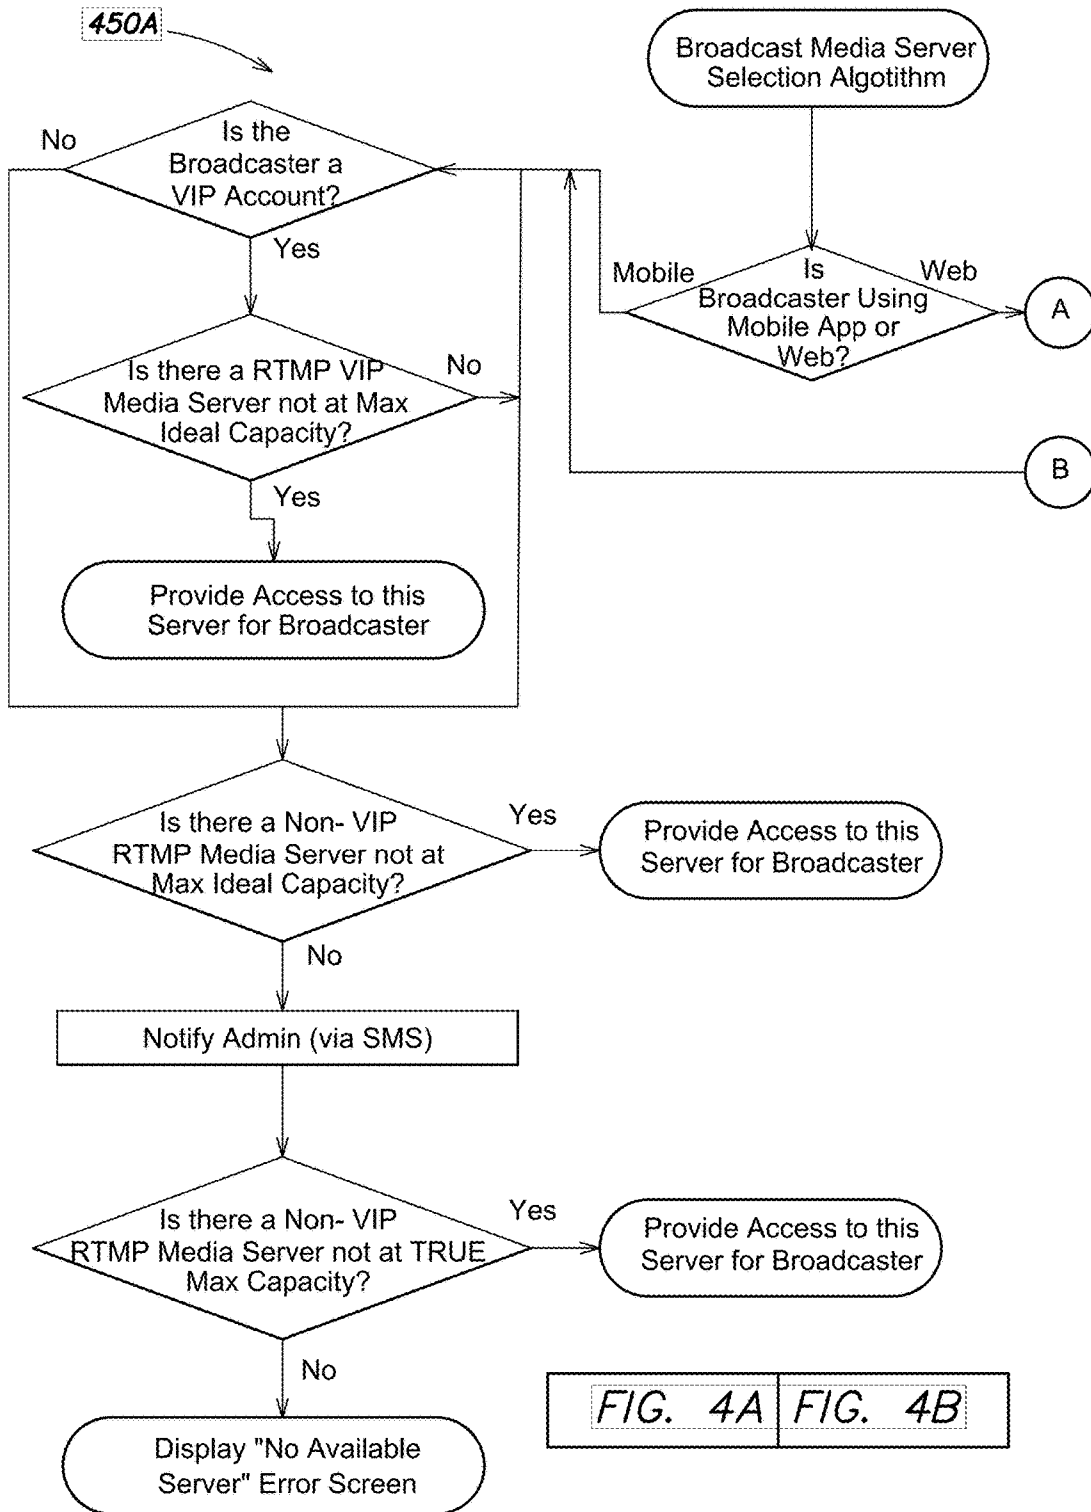 450A
Broadcast Media Server
Selection Algotithm
No
Is the
Broadcaster a
VIP Account?
Yes
Mobile
Is
Broadcaster Using
Mobile App or
Web?
Web
A
Is there a RTMP VIP
Media Server not at Max
Ideal Capacity?
No
B
Yes
Provide Access to this
Server for Broadcaster
Is there a Non- VIP
RTMP Media Server not at
Max Ideal Capacity?
Yes
Provide Access to this
Server for Broadcaster
No
Notify Admin (via SMS)
Is there a Non- VIP
RTMP Media Server not at TRUE
Max Capacity?
Yes
Provide Access to this
Server for Broadcaster
No
Display "No Available
Server" Error Screen
FIG. 4A
FIG. 4B